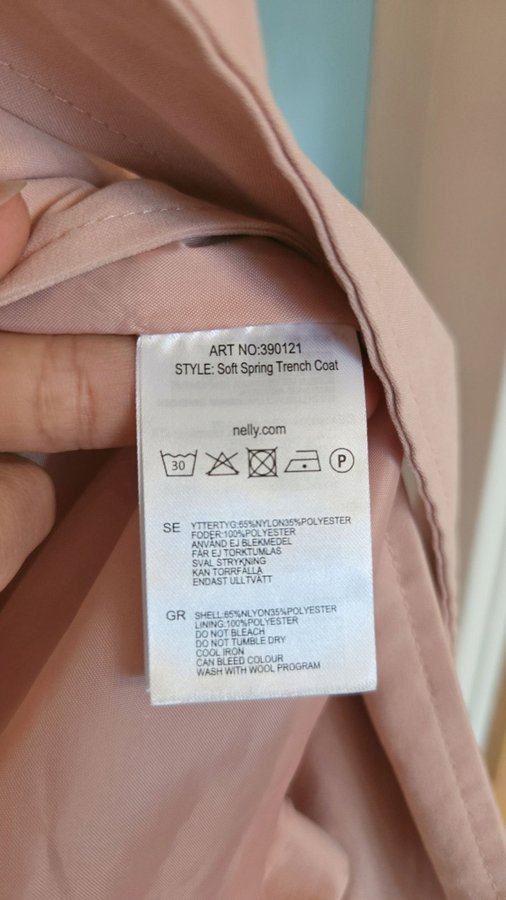 ART NO:390121
STYLE: Soft Spring Trench Coat
nelly.com
30
P
SE YTTERTYG:65%NYLON35%POLYESTER
FODER:100%POLYESTER
ANVÄND EJ BLEKMEDEL
FÅR EJ TORKTUMLAS
SVAL STRYKNING
KAN TORRFÄLLA
ENDAST ULLTVÄTT
GR SHELL:65%NLYON35%POLYESTER
LINING:100%POLYESTER
DO NOT BLEACH
DO NOT TUMBLE DRY
COOL IRON
CAN BLEED COLOUR
WASH WITH WOOL PROGRAM